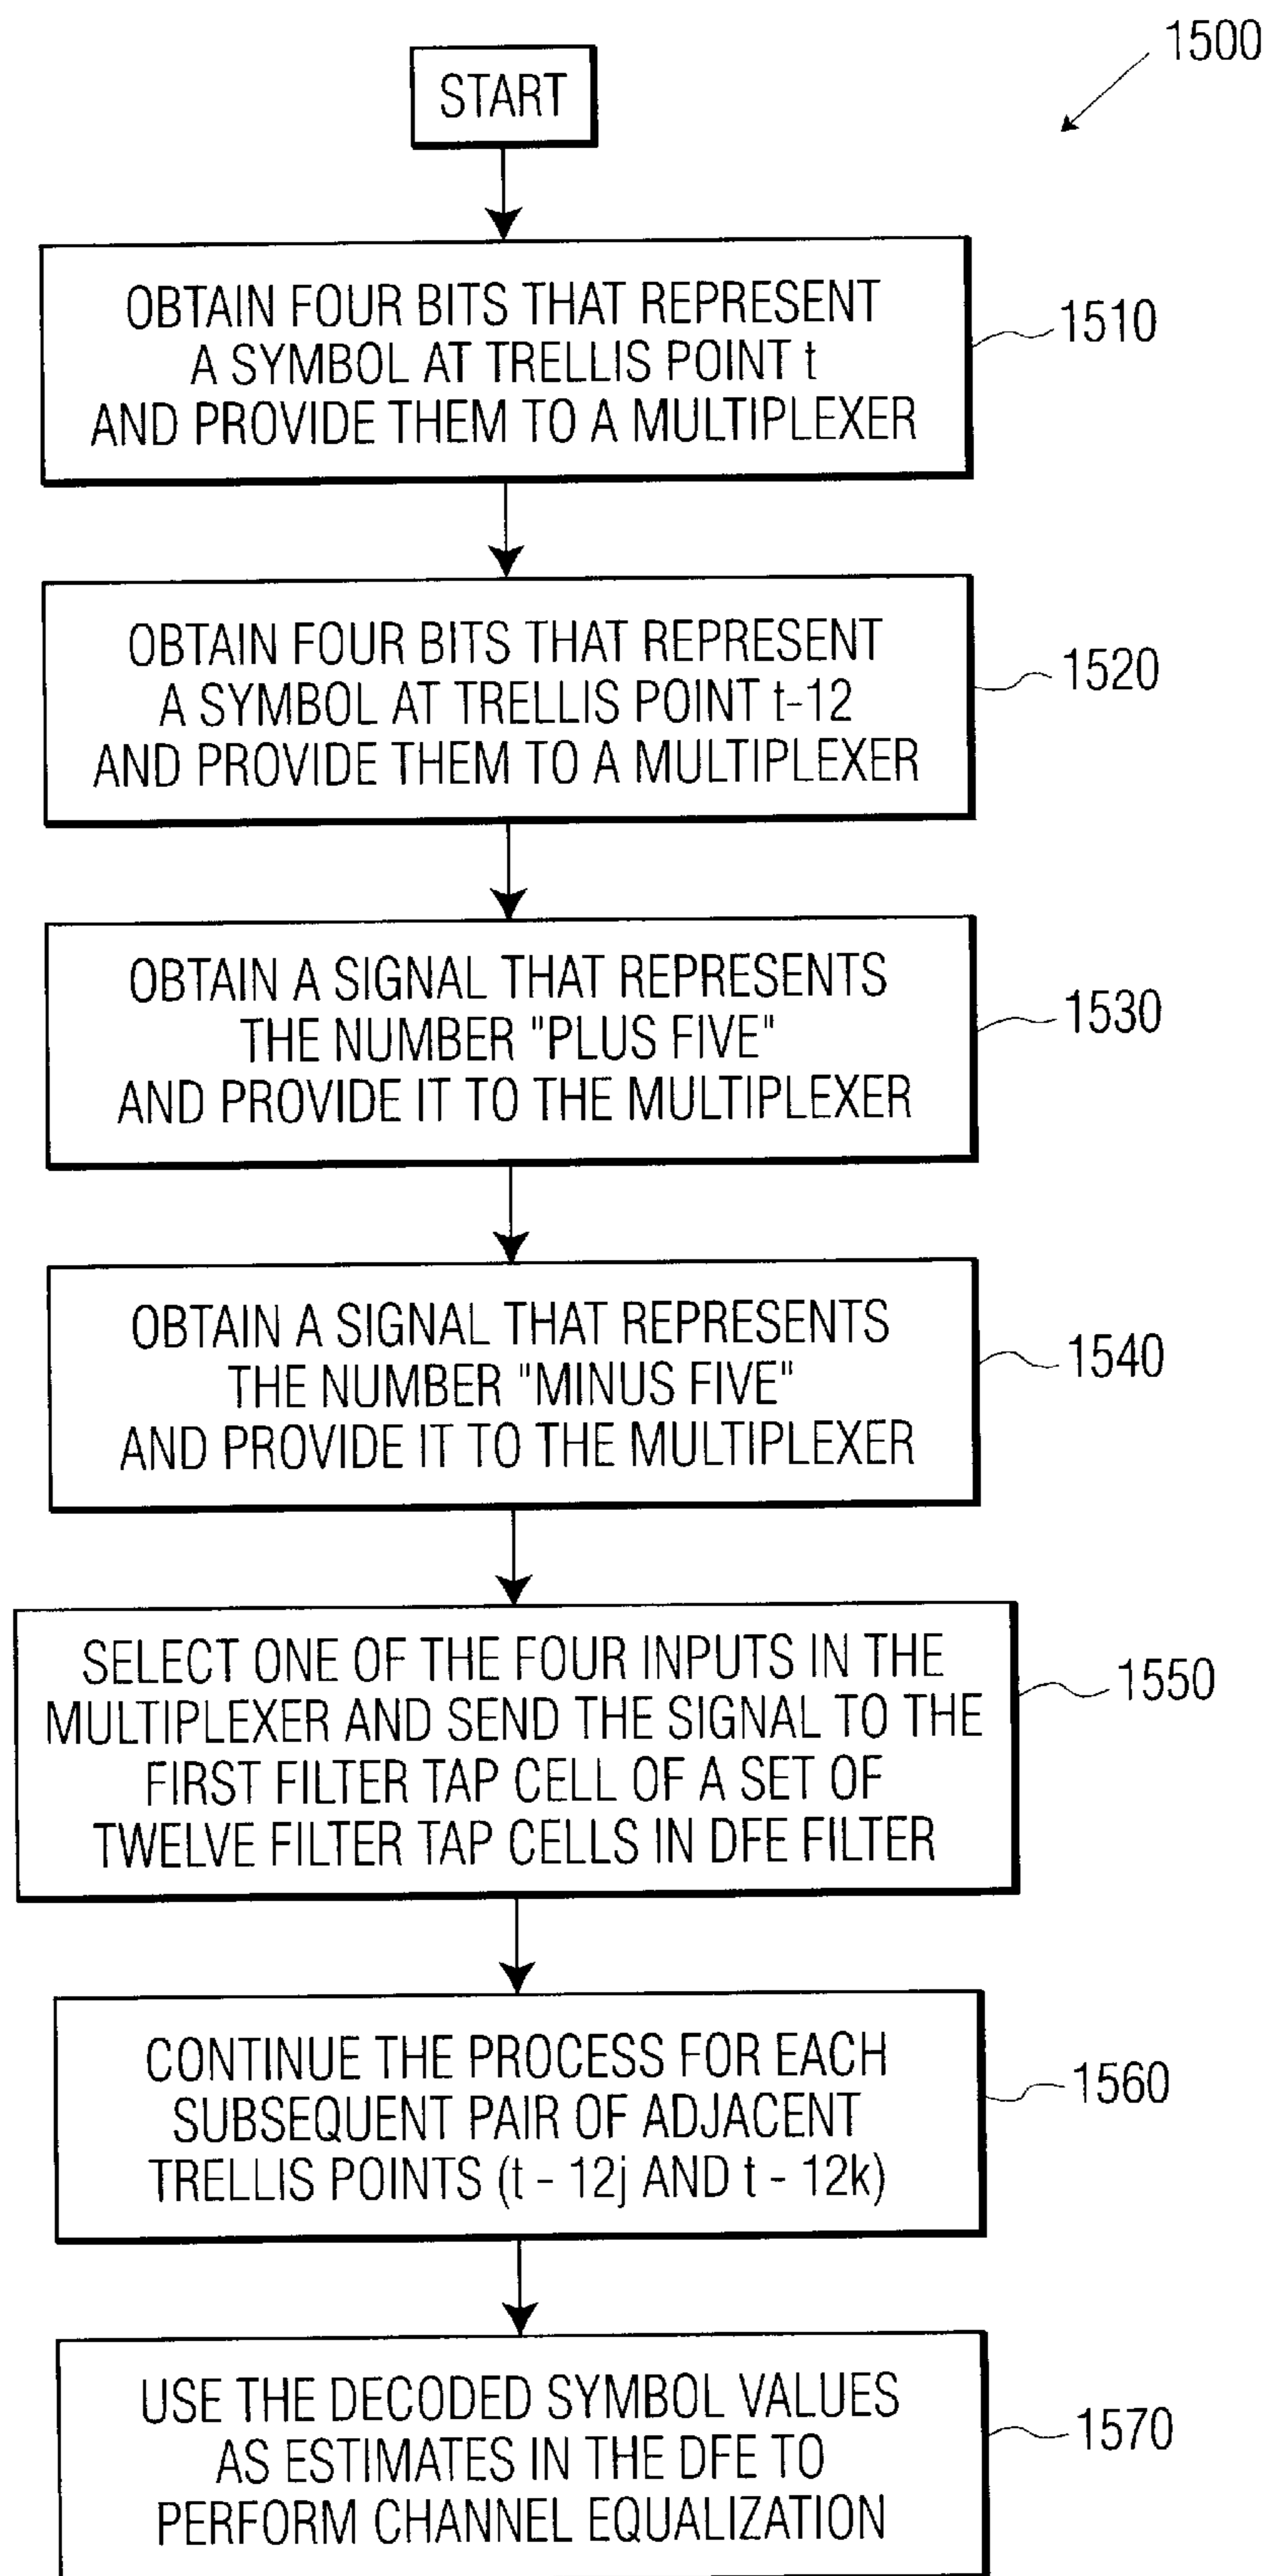 1500
START
OBTAIN FOUR BITS THAT REPRESENT
A SYMBOL AT TRELLIS POINT t
AND PROVIDE THEM TO A MULTIPLEXER
1510
OBTAIN FOUR BITS THAT REPRESENT
A SYMBOL AT TRELLIS POINT t-12
AND PROVIDE THEM TO A MULTIPLEXER
1520
OBTAIN A SIGNAL THAT REPRESENTS
THE NUMBER "PLUS FIVE"
AND PROVIDE IT TO THE MULTIPLEXER
1530
OBTAIN A SIGNAL THAT REPRESENTS
THE NUMBER "MINUS FIVE"
AND PROVIDE IT TO THE MULTIPLEXER
1540
SELECT ONE OF THE FOUR INPUTS IN THE
MULTIPLEXER AND SEND THE SIGNAL TO THE
FIRST FILTER TAP CELL OF A SET OF
TWELVE FILTER TAP CELLS IN DFE FILTER
1550
CONTINUE THE PROCESS FOR EACH
SUBSEQUENT PAIR OF ADJACENT
TRELLIS POINTS (t - 12j AND t - 12k)
1560
USE THE DECODED SYMBOL VALUES
AS ESTIMATES IN THE DFE TO
PERFORM CHANNEL EQUALIZATION
1570